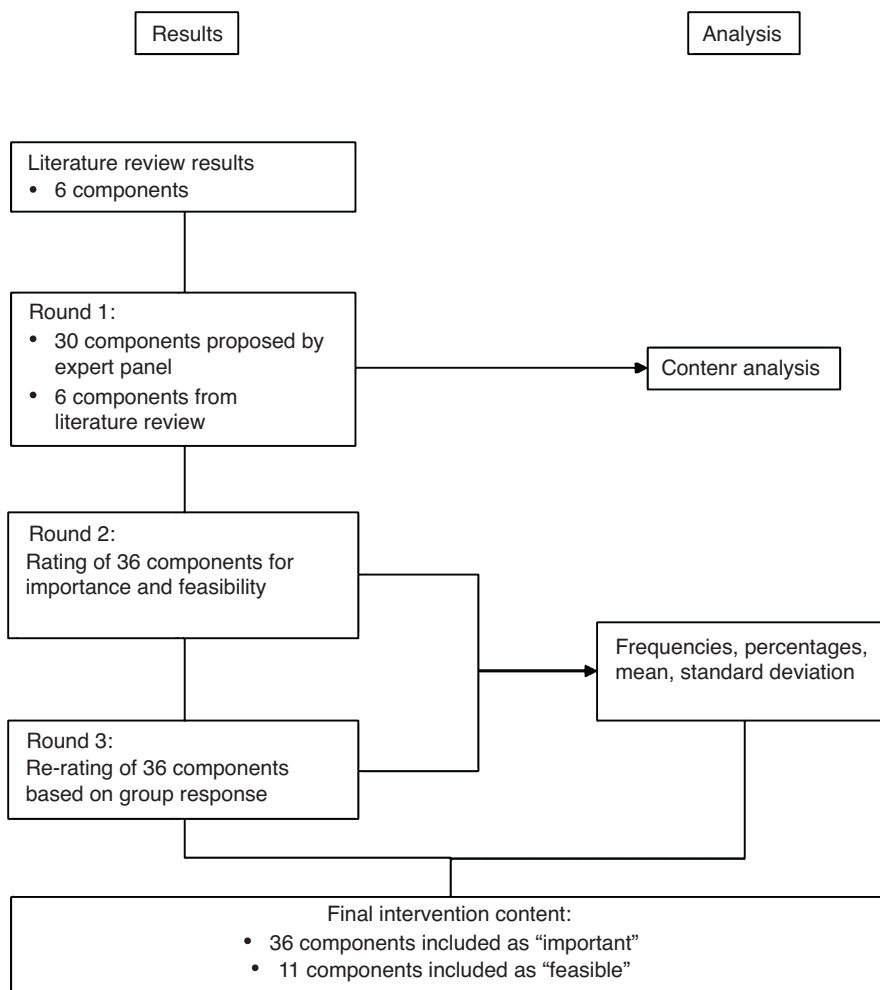 Results
Analysis
Literature review results
• 6 components
Round 1:
• 30 components proposed by
expert panel
• 6 components from
literature review
Contenr analysis
Round 2:
Rating of 36 components for
importance and feasibility
Frequencies, percentages,
mean, standard deviation
Round 3:
Re-rating of 36 components
based on group response
Final intervention content:
• 36 components included as “important”
• 11 components included as “feasible”